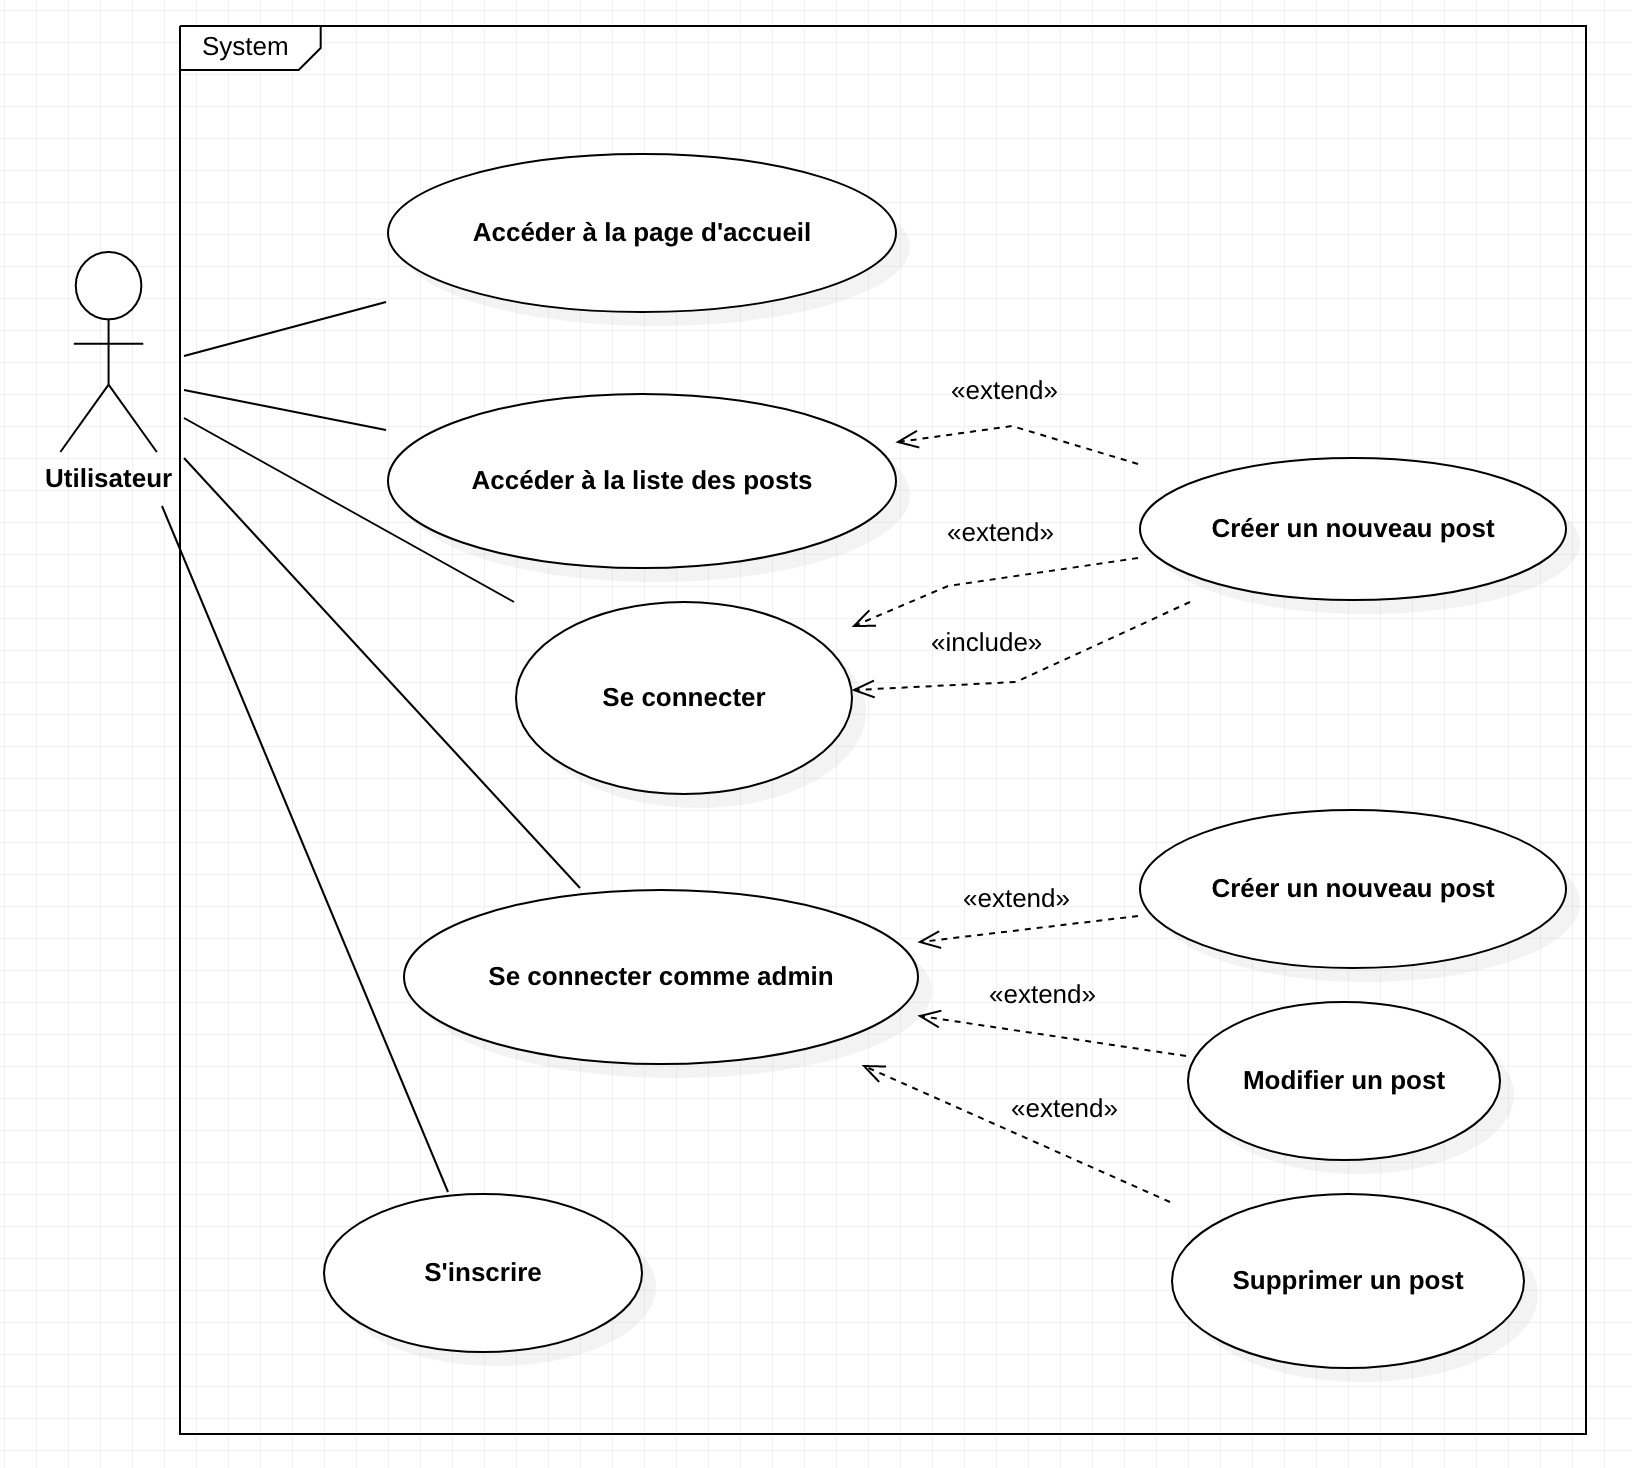 System
Accéder à la page d'accueil
«extend»
Utilisateur
Accéder à la liste des posts
Créer un nouveau post
«extend»
«include»
Se connecter
«extend»
Créer un nouveau post
Se connecter comme admin
«extend»
Modifier un post
«extend»
S'inscrire
Supprimer un post